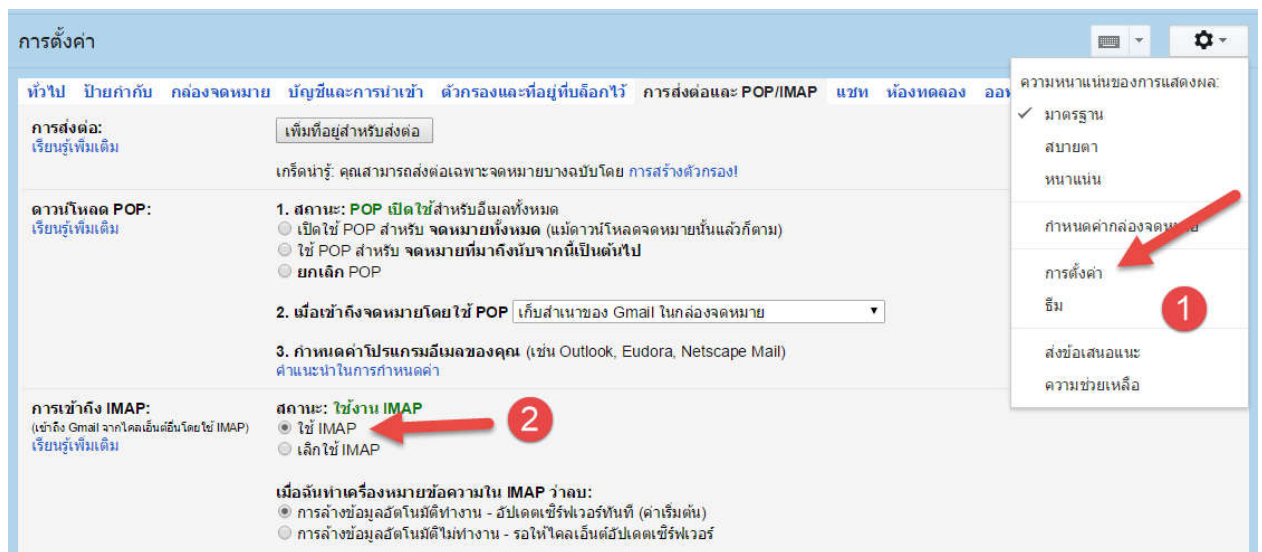 การตั้งค่า
ทั่วไป ป้ายกำกับ กล่องจดหมาย บัญชีและการนำเข้า ตัวกรองและที่อยู่ที่บล็อกไว้ การส่งต่อและ POP/IMAP แชท ห้องทดลอง ออฟ
ความหนาแน่นของการแสดงผล:
มาตรฐาน
สบายตา
หนาแน่น
กำหนดค่ากล่องจดหมาย
การตั้งค่า
ธีม
1
ส่งข้อเสนอแนะ
ความช่วยเหลือ
การส่งต่อ:
เรียนรู้เพิ่มเติม
เพิ่มที่อยู่สำหรับส่งต่อ
เกร็ดน่ารู้: คุณสามารถส่งต่อเฉพาะจดหมายบางฉบับโดย การสร้างตัวกรอง!
ดาวน์โหลด POP:
เรียนรู้เพิ่มเติม
1. สถานะ: POP เปิดใช้สำหรับอีเมลทั้งหมด
เปิดใช้ POP สำหรับ จดหมายทั้งหมด (แม้ดาวน์โหลดจดหมายนั้นแล้วก็ตาม)
ใช้ POP สำหรับ จดหมายที่มาถึงนับจากนี้เป็นต้นไป
ยกเลิก POP
2. เมื่อเข้าถึงจดหมายโดยใช้ POP เก็บสำเนาของ Gmail ในกล่องจดหมาย
3. กำหนดค่าโปรแกรมอีเมลของคุณ (เช่น Outlook, Eudora, Netscape Mail)
คำแนะนำในการกำหนดค่า
การเข้าถึง IMAP:
(เข้าถึง Gmail จากไคลเอ็นต์อื่นโดยใช้ IMAP)
เรียนรู้เพิ่มเติม
สถานะ: ใช้งาน IMAP
ใช้ IMAP
2
เลิกใช้ IMAP
เมื่อฉันทำเครื่องหมายข้อความใน IMAP ว่าลบ:
การล้างข้อมูลอัตโนมัติทำงาน - อัปเดตเซิร์ฟเวอร์ทันที (ค่าเริ่มต้น)
การล้างข้อมูลอัตโนมัติไม่ทำงาน - รอให้ไคลเอ็นต์อัปเดตเซิร์ฟเวอร์